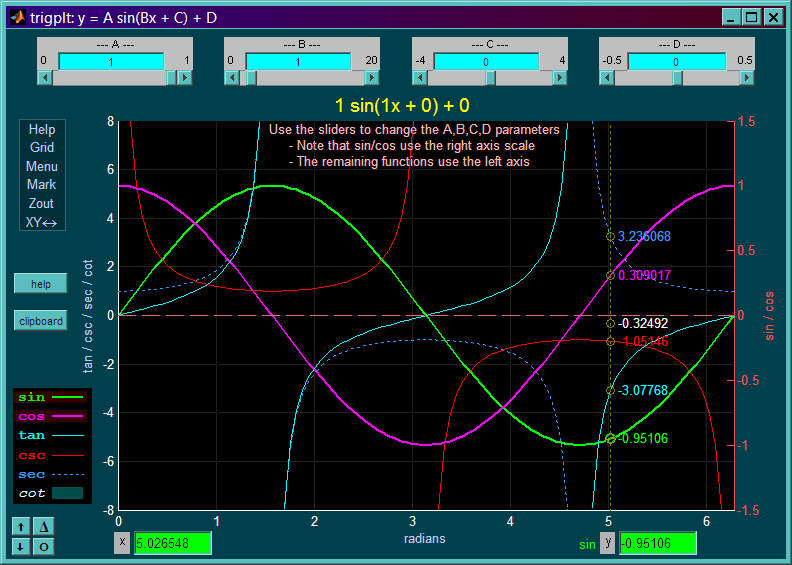 trigplt: y = A sin(Bx + C) + D
--- A ---
0 1 1
--- B ---
0 1 20
--- C ---
-4 0 4
--- D ---
-0.5 0 0.5
1 sin(1x + 0) + 0
Use the sliders to change the A,B,C,D parameters
- Note that sin/cos use the right axis scale
- The remaining functions use the left axis
Help
Grid
Menu
Mark
Zout
XY↔
help
clipboard
sin
cos
tan
csc
sec
cot
↑ Δ
↓ O
tan / csc / sec / cot
8
6
4
2
0
-2
-4
-6
-8
0 1 2 3 4 5 6
radians
1.5
1
0.5
0
-0.5
-1
-1.5
sin / cos
3.236068
0.309017
-0.32492
-1.05146
-3.07768
-0.95106
x 5.026548
sin y -0.95106